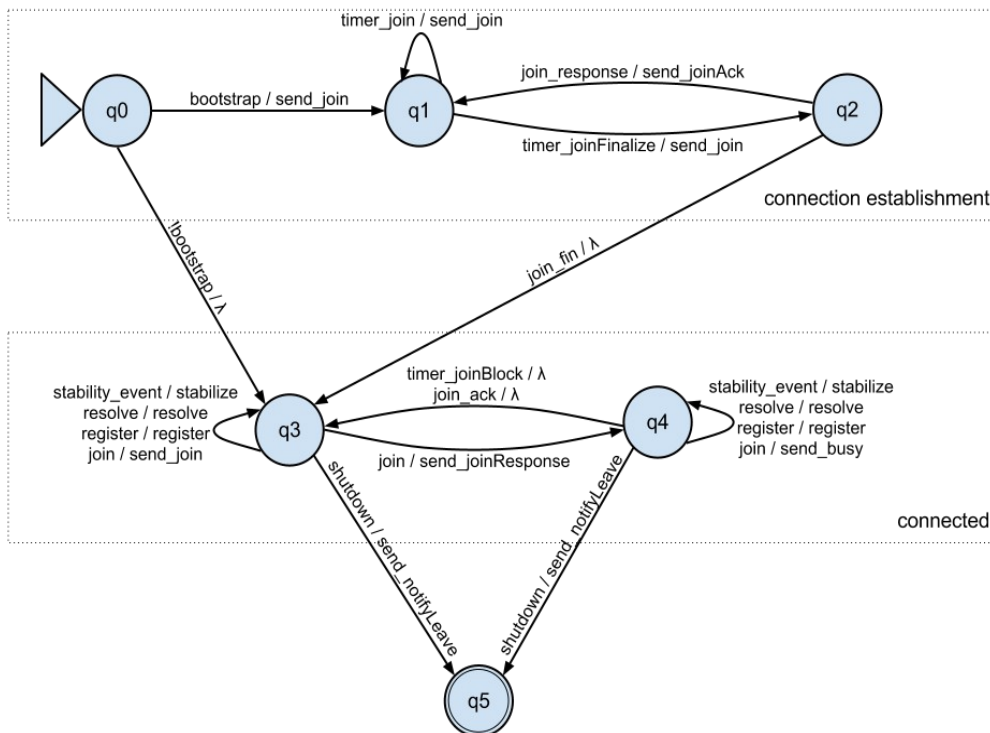 timer_join / send_join
join_response / send_joinAck
q0
bootstrap / send_join
q1
q2
timer_joinFinalize / send_join
connection establishment
!bootstrap / λ
join_fin / λ
timer_joinBlock / λ
join_ack / λ
stability_event / stabilize
resolve / resolve
register / register
join / send_join
q3
q4
stability_event / stabilize
resolve / resolve
register / register
join / send_busy
join / send_joinResponse
connected
shutdown / send_notifyLeave
shutdown / send_notifyLeave
q5